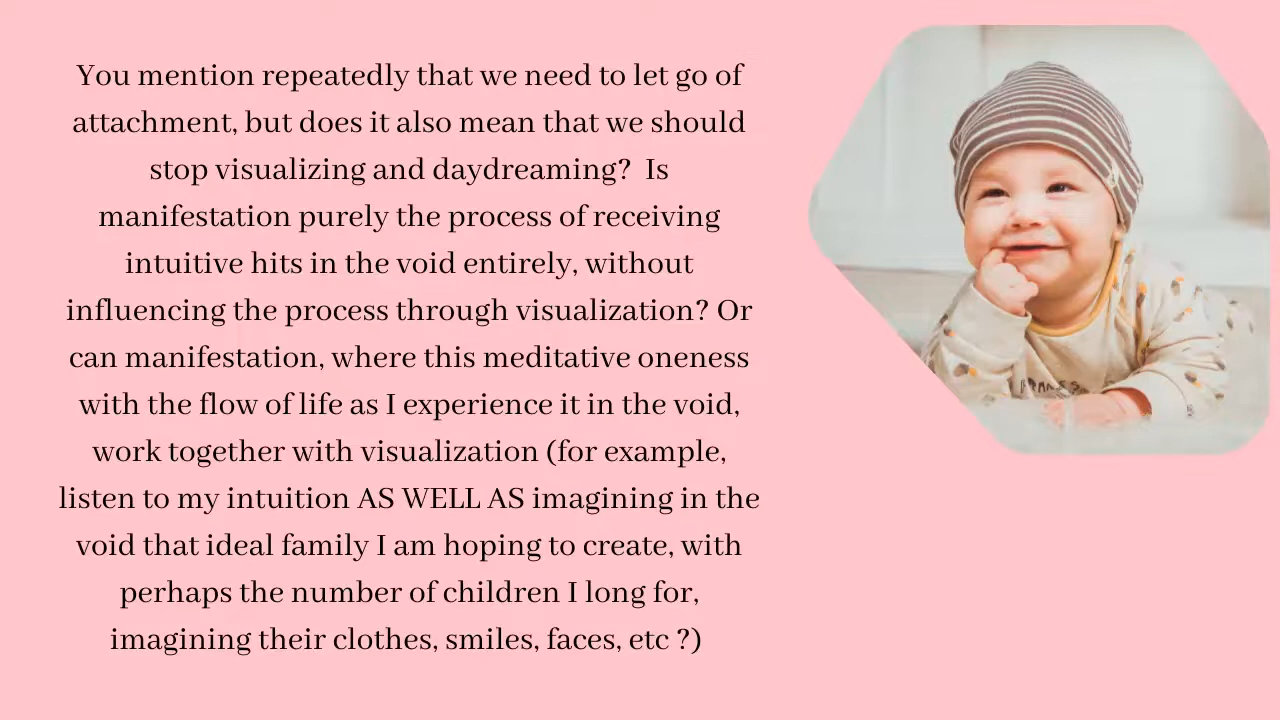 You mention repeatedly that we need to let go of
attachment, but does it also mean that we should
stop visualizing and daydreaming?  Is
manifestation purely the process of receiving
intuitive hits in the void entirely, without
influencing the process through visualization? Or
can manifestation, where this meditative oneness
with the flow of life as I experience it in the void,
work together with visualization (for example,
listen to my intuition AS WELL AS imagining in the
void that ideal family I am hoping to create, with
perhaps the number of children I long for,
imagining their clothes, smiles, faces, etc ?)